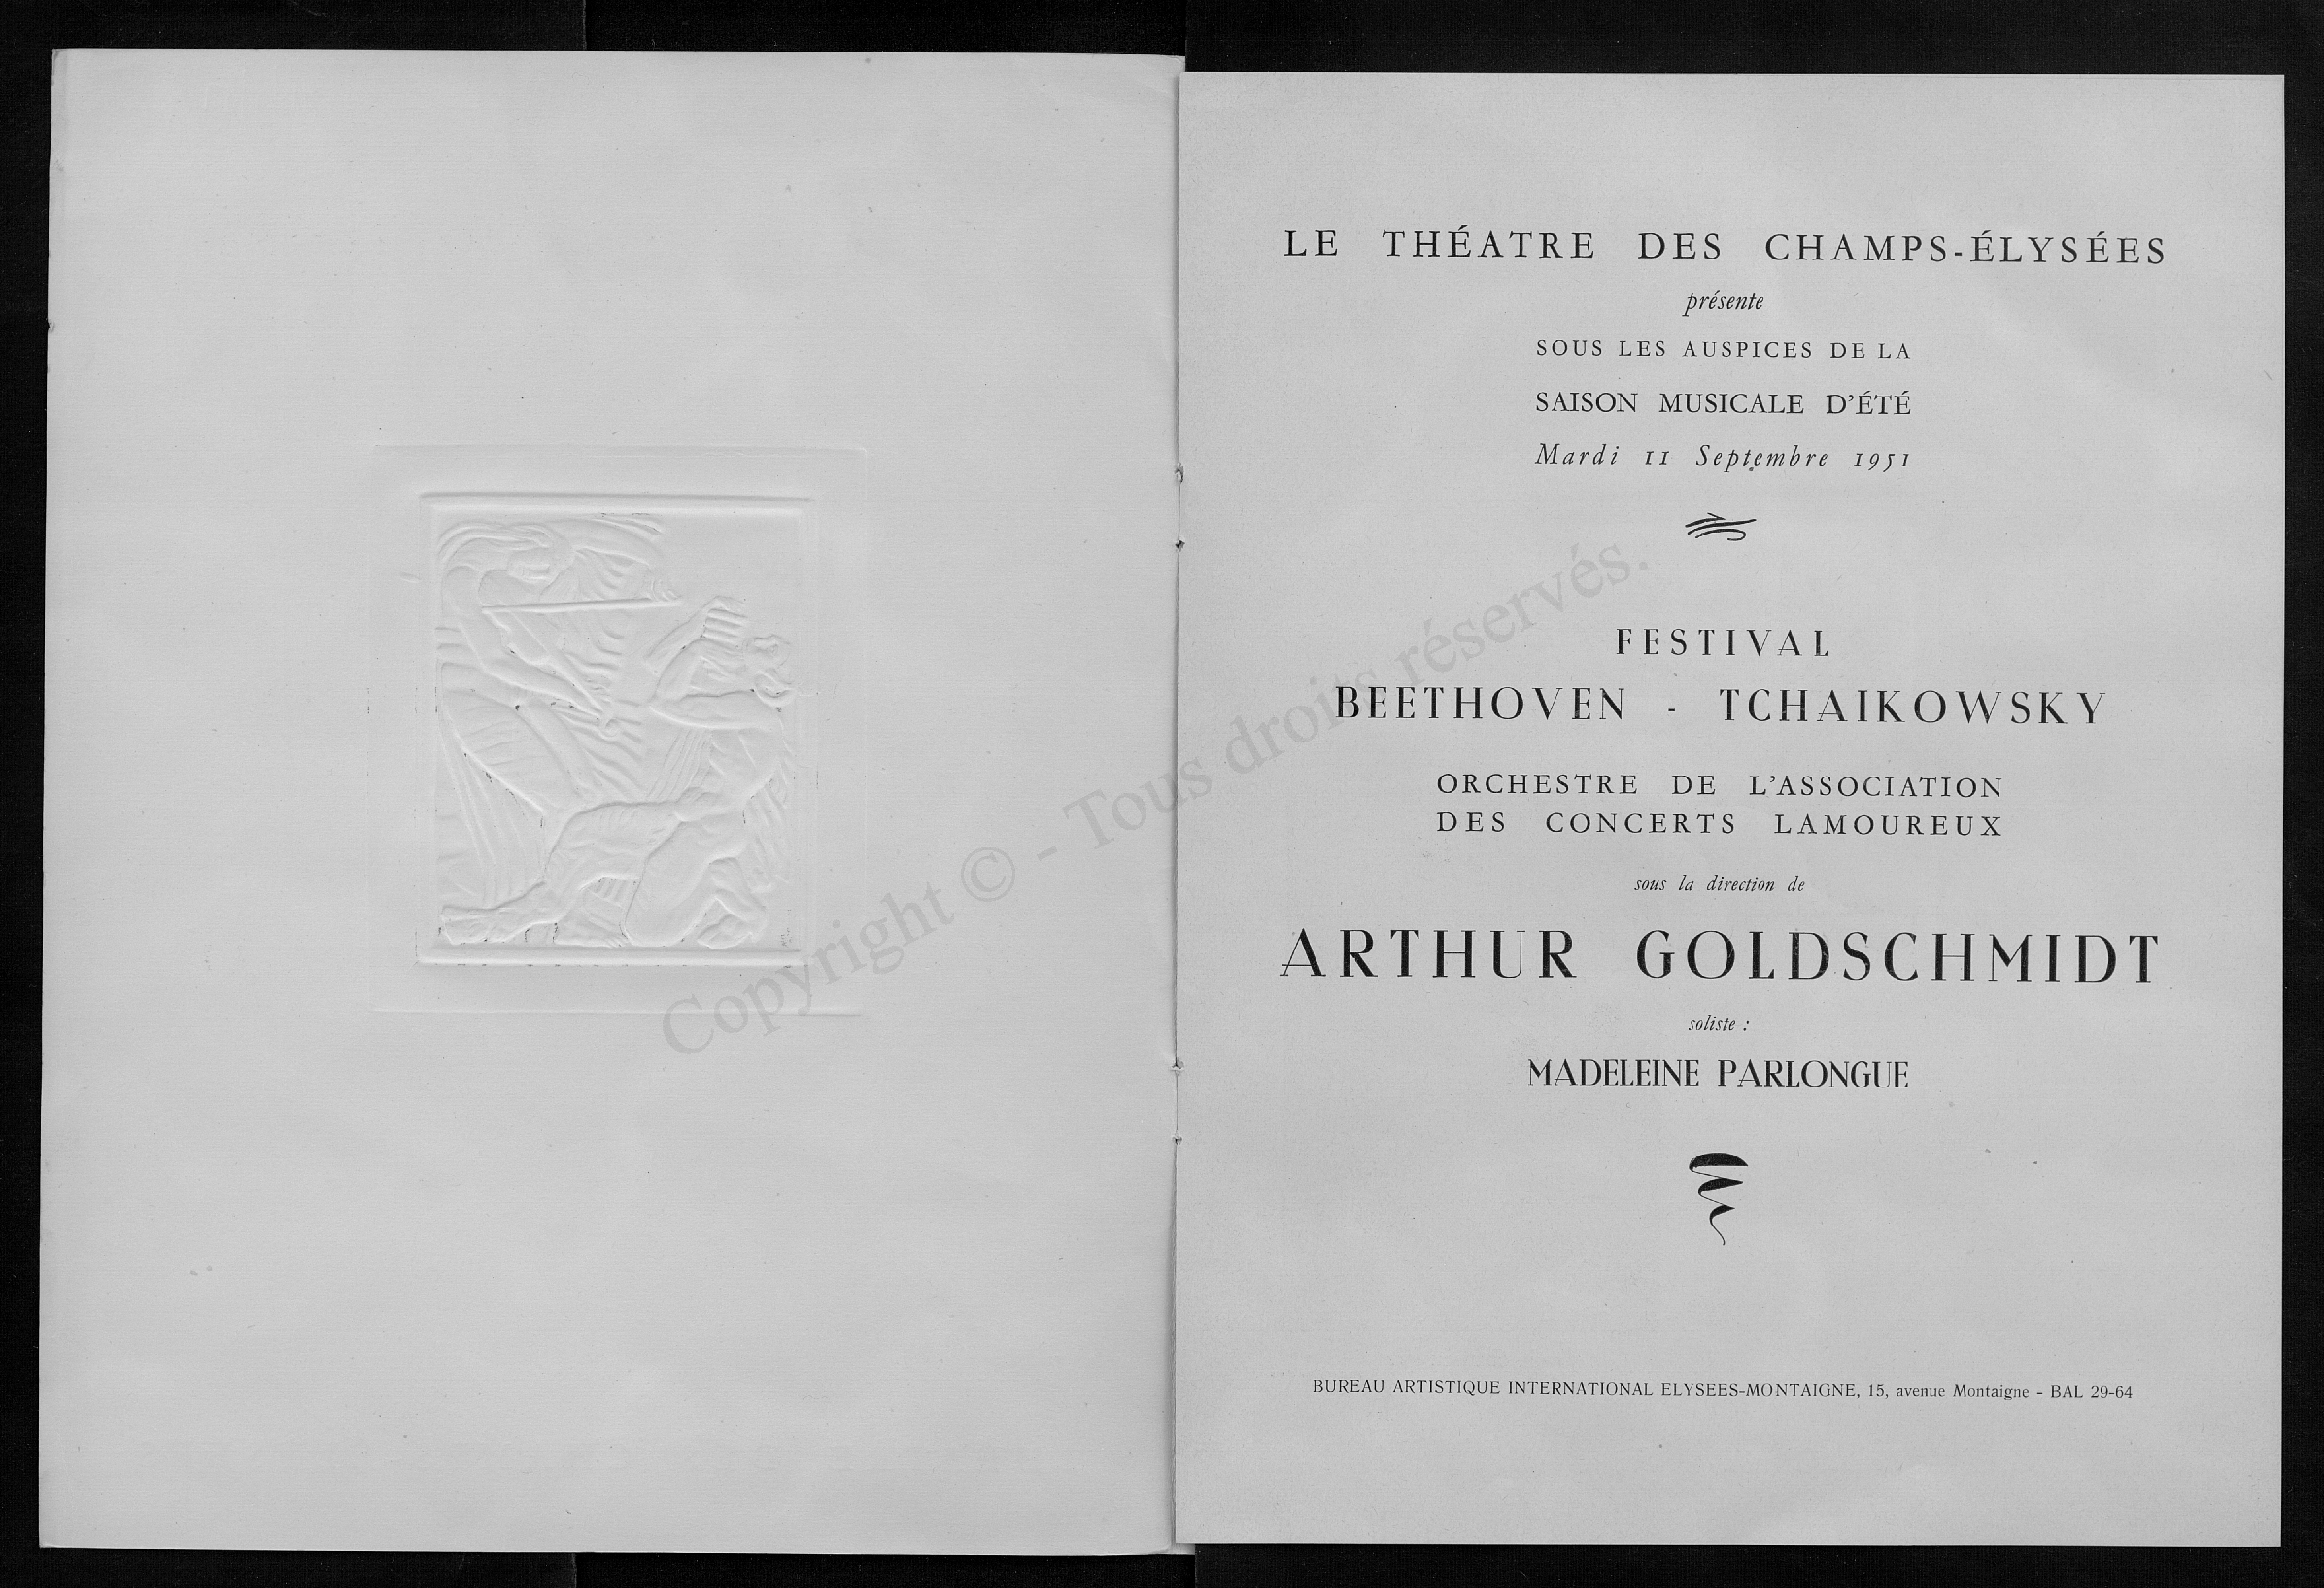 LE THÉATRE DES CHAMPS-ÉLYSÉES
présente
SOUS LES AUSPICES DE LA
SAISON MUSICALE D'ÉTÉ
Mardi 11 Septembre 1951
FESTIVAL
BEETHOVEN - TCHAIKOWSKY
ORCHESTRE DE L'ASSOCIATION
DES CONCERTS LAMOUREUX
sous la direction de
ARTHUR GOLDSCHMIDT
soliste :
MADELEINE PARLONGUE
BUREAU ARTISTIQUE INTERNATIONAL ELYSEES-MONTAIGNE, 15, avenue Montaigne - BAL 29-64
Copyright © - Tous droits réservés.